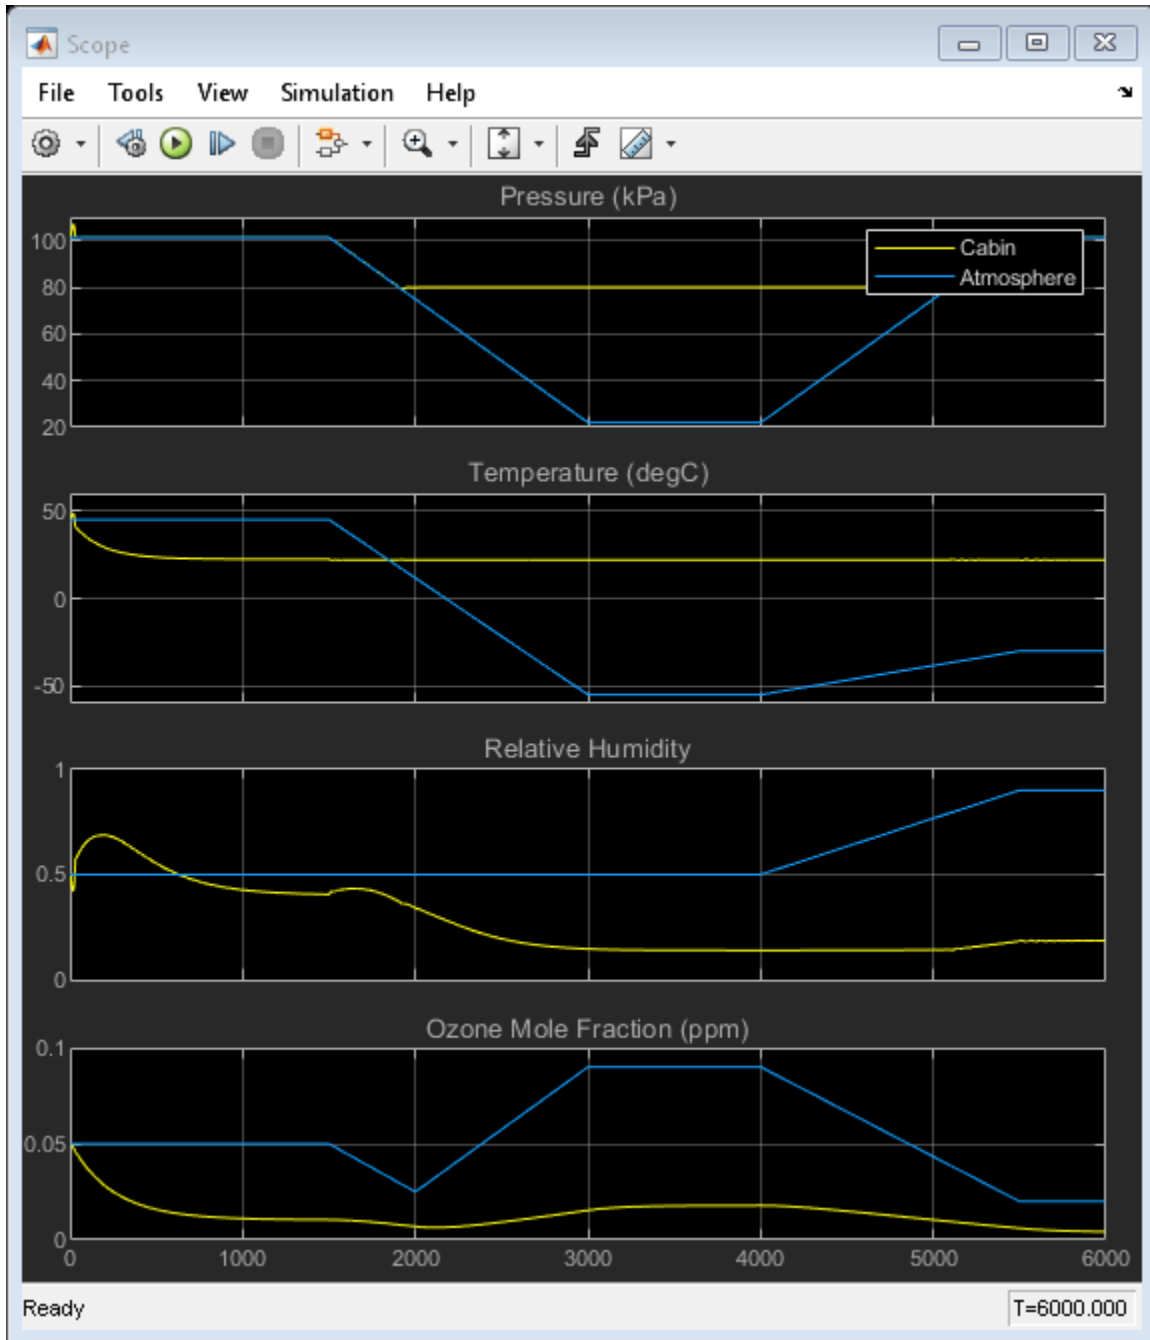 Scope
File Tools View Simulation Help
Pressure (kPa)
100
80
60
40
20
Cabin
Atmosphere
Temperature (degC)
50
0
-50
Relative Humidity
1
0.5
0
Ozone Mole Fraction (ppm)
0.1
0.05
0
0 1000 2000 3000 4000 5000 6000
Ready T=6000.000